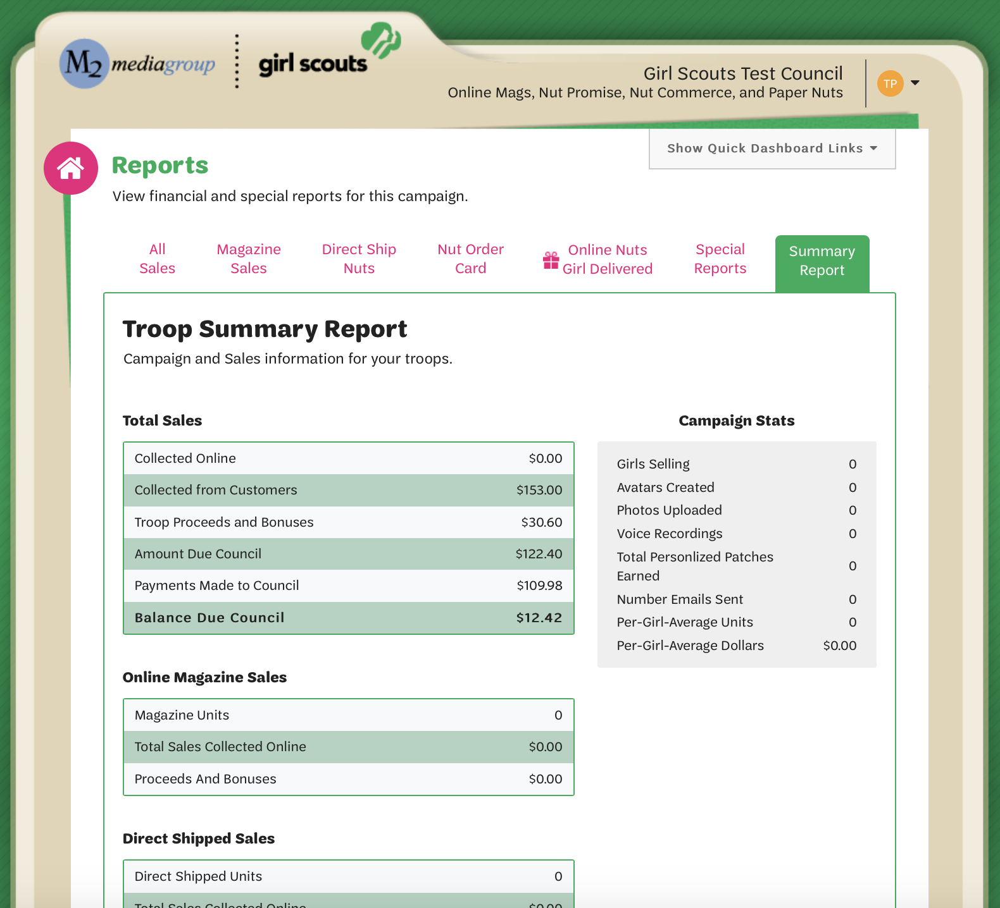 M2 mediagroup
girl scouts
Girl Scouts Test Council
Online Mags, Nut Promise, Nut Commerce, and Paper Nuts
TP
Show Quick Dashboard Links
Reports
View financial and special reports for this campaign.
All
Sales
Magazine
Sales
Direct Ship
Nuts
Nut Order
Card
Online Nuts
Girl Delivered
Special
Reports
Summary
Report
Troop Summary Report
Campaign and Sales information for your troops.
Total Sales
Collected Online $0.00
Collected from Customers $153.00
Troop Proceeds and Bonuses $30.60
Amount Due Council $122.40
Payments Made to Council $109.98
Balance Due Council $12.42
Campaign Stats
Girls Selling 0
Avatars Created 0
Photos Uploaded 0
Voice Recordings 0
Total Personlized Patches
Earned 0
Number Emails Sent 0
Per-Girl-Average Units 0
Per-Girl-Average Dollars $0.00
Online Magazine Sales
Magazine Units 0
Total Sales Collected Online $0.00
Proceeds And Bonuses $0.00
Direct Shipped Sales
Direct Shipped Units 0
Total Sales Collected Online $0.00